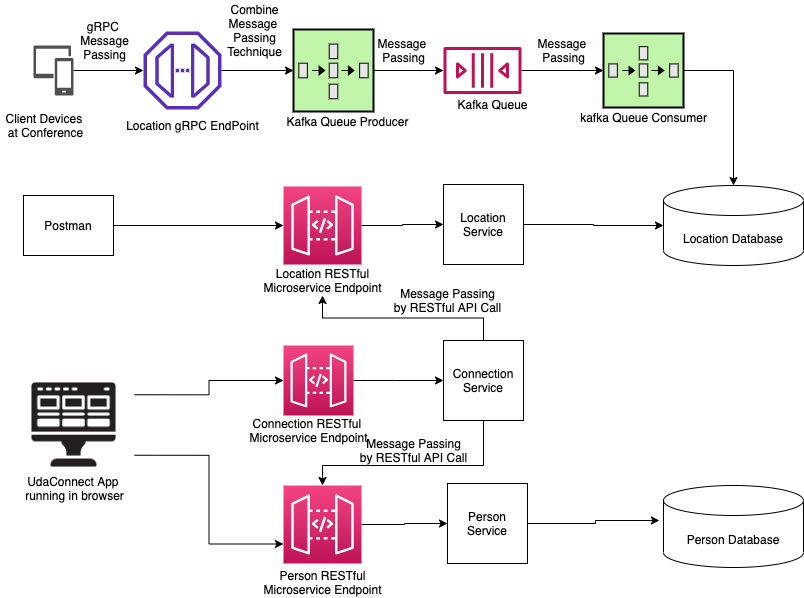 gRPC
Message
Passing
Combine
Message
Passing
Technique
Message
Passing
Message
Passing
Client Devices
at Conference
Location gRPC EndPoint
Kafka Queue Producer
Kafka Queue
kafka Queue Consumer
Postman
</>
Location
Service
Location Database
Location RESTful
Microservice Endpoint
Message Passing
by RESTful API Call
</>
Connection
Service
Connection RESTful
Microservice Endpoint
Message Passing
by RESTful API Call
UdaConnect App
running in browser
</>
Person
Service
Person Database
Person RESTful
Microservice Endpoint